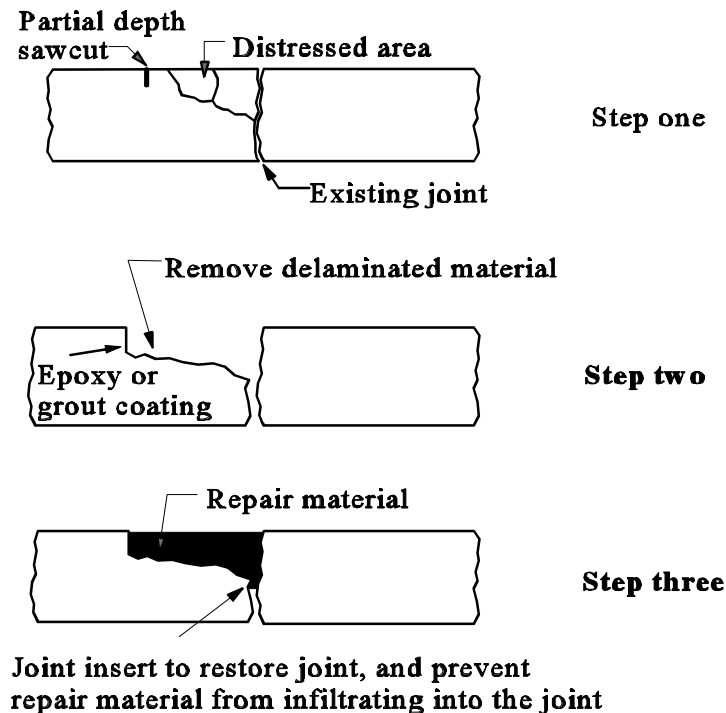 Partial depth
sawcut
Distressed area
Step one
Existing joint
Remove delaminated material
Epoxy or
grout coating
Step two
Repair material
Step three
Joint insert to restore joint, and prevent
repair material from infiltrating into the joint